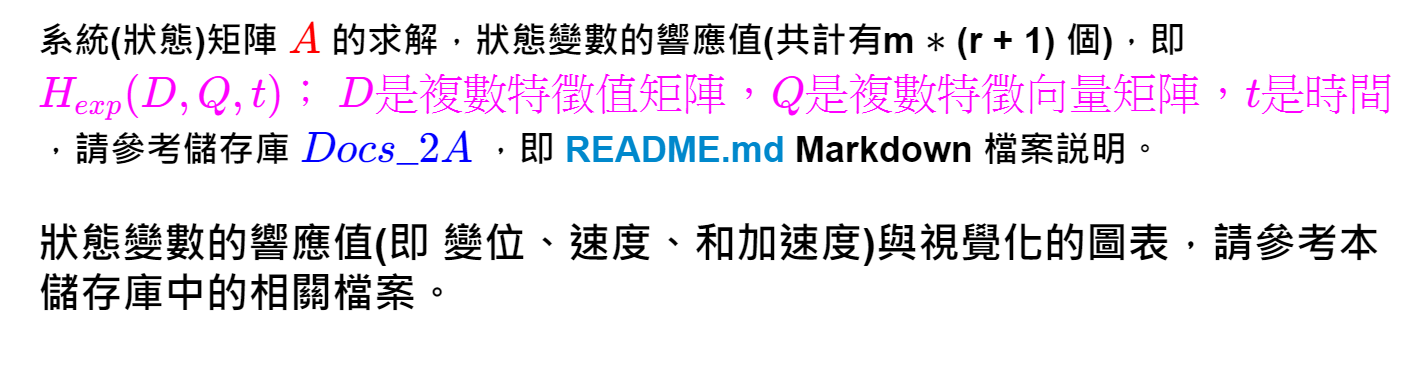 系統(狀態)矩陣 A 的求解，狀態變數的響應值(共計有m ∗ (r + 1) 個)，即
H_{exp}(D, Q, t)； D是複數特徵值矩陣，Q是複數特徵向量矩陣，t是時間
，請參考儲存庫 Docs_2A ，即 README.md Markdown 檔案説明。
狀態變數的響應值(即 變位、速度、和加速度)與視覺化的圖表，請參考本
儲存庫中的相關檔案。